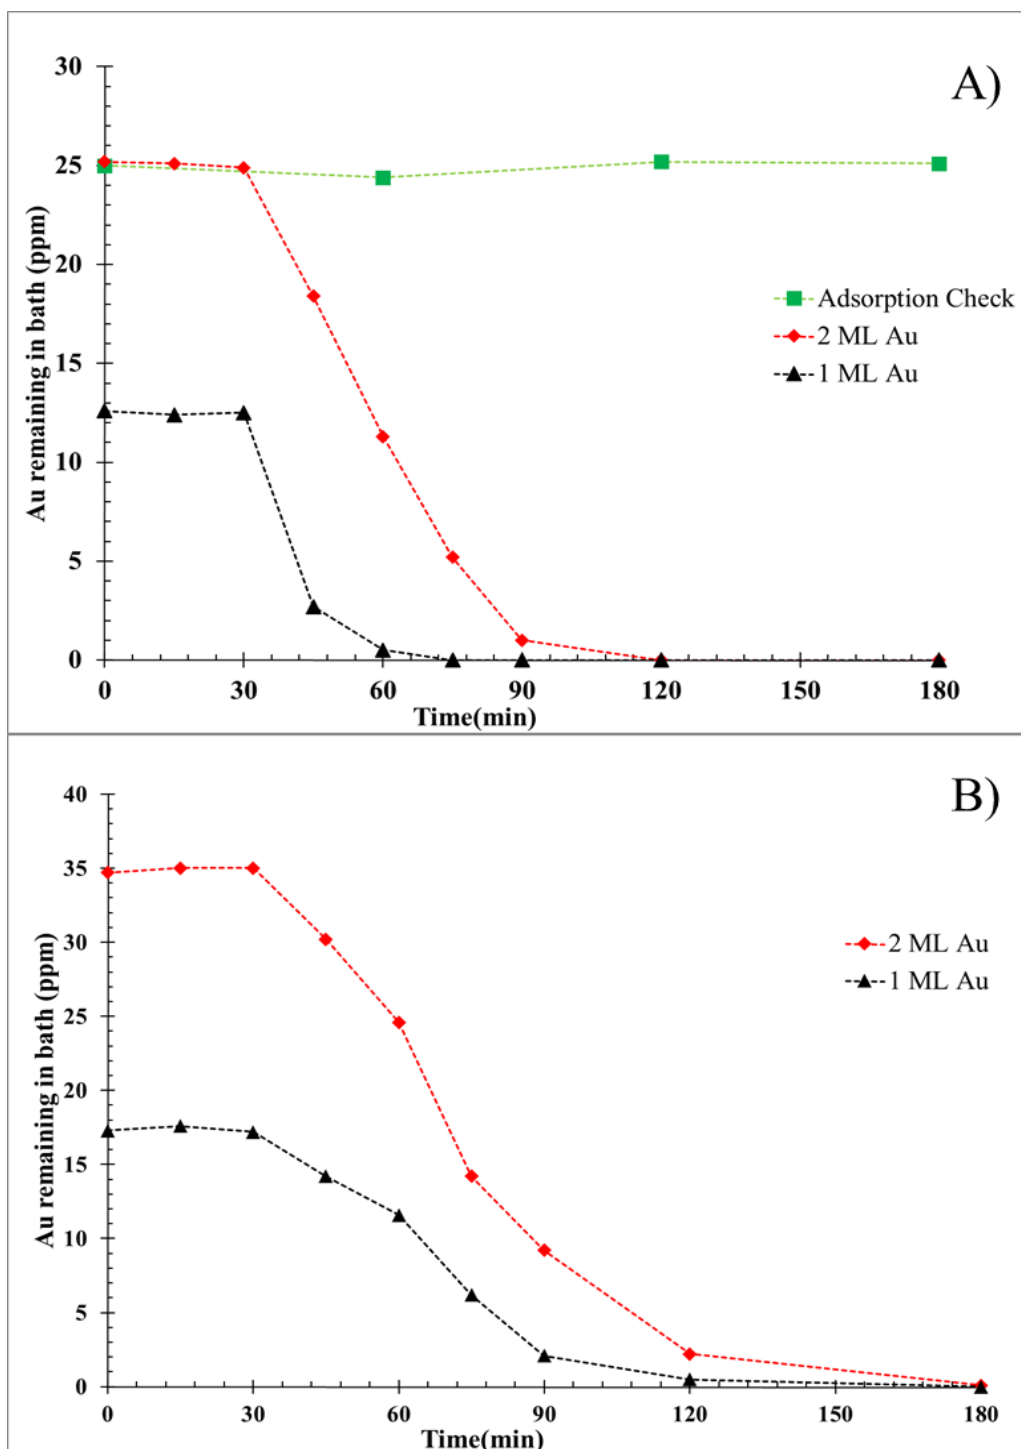 A)
30
25
20
15
10
5
0
Au remaining in bath (ppm)
Adsorption Check
2 ML Au
1 ML Au
0 30 60 90 120 150 180
Time(min)
B)
40
35
30
25
20
15
10
5
0
Au remaining in bath (ppm)
2 ML Au
1 ML Au
0 30 60 90 120 150 180
Time(min)